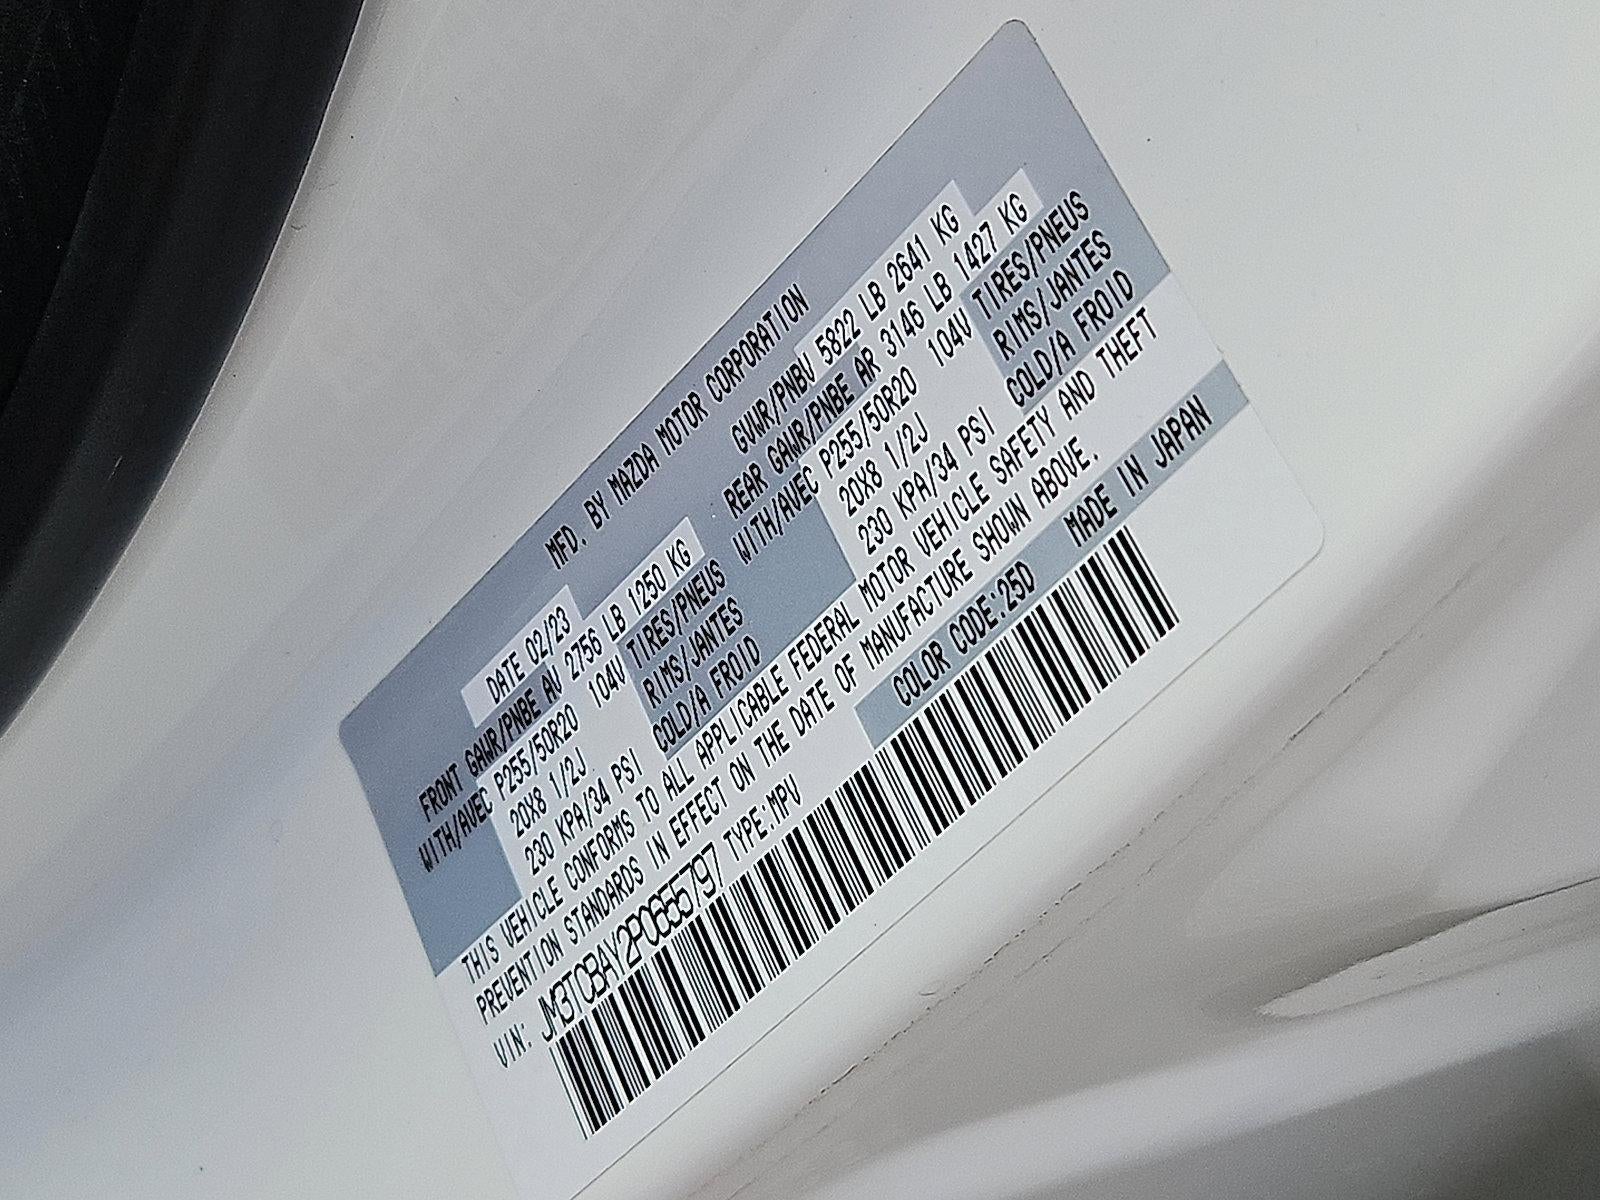 MFD. BY MAZDA MOTOR CORPORATION
DATE 02/23 GVWR/PNBV 5822 LB 2641 KG
FRONT GAWR/PNBE AV 2756 LB 1250 KG REAR GAWR/PNBE AR 3146 LB 1427 KG
WITH/AVEC P255/50R20 104V TIRES/PNEUS WITH/AVEC P255/50R20 104V TIRES/PNEUS
20X8 1/2J RIMS/JANTES 20X8 1/2J RIMS/JANTES
230 KPA/34 PSI COLD/A FROID 230 KPA/34 PSI COLD/A FROID
THIS VEHICLE CONFORMS TO ALL APPLICABLE FEDERAL MOTOR VEHICLE SAFETY AND THEFT
PREVENTION STANDARDS IN EFFECT ON THE DATE OF MANUFACTURE SHOWN ABOVE.
VIN: JM3TCBAY2P0655797 TYPE:MPV COLOR CODE:25D MADE IN JAPAN